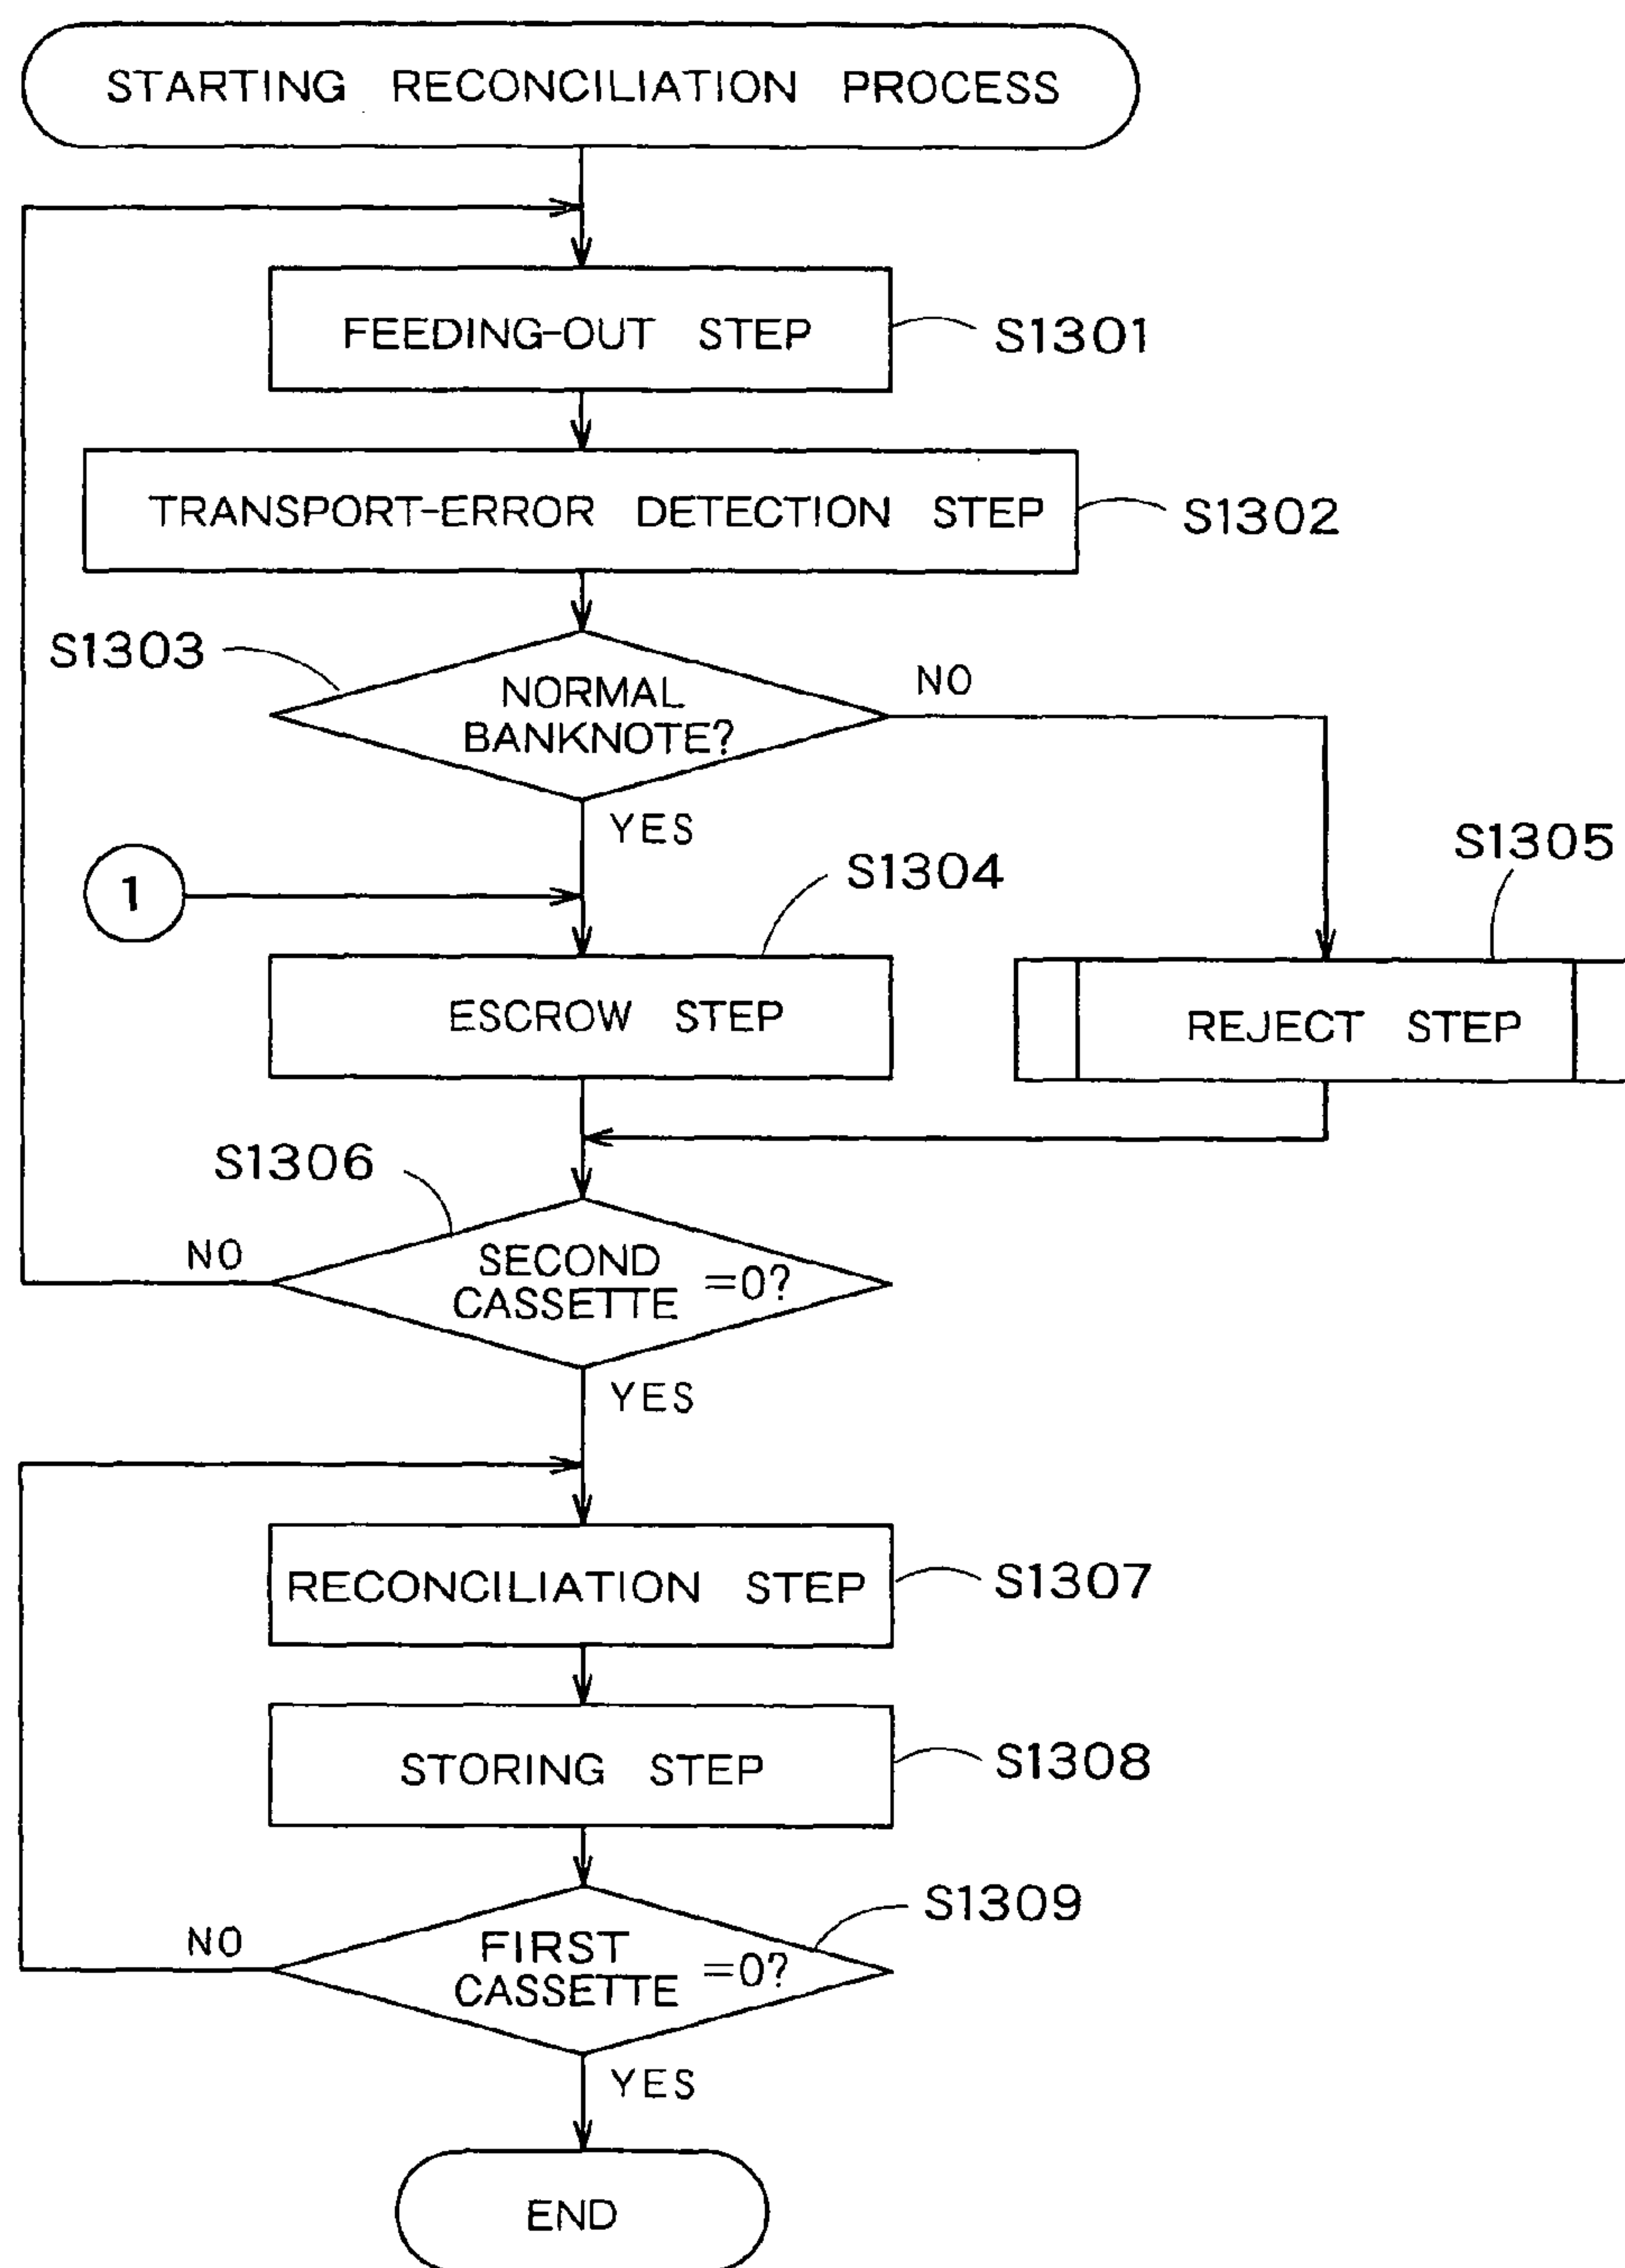 STARTING RECONCILIATION PROCESS
FEEDING-OUT STEP
S1301
TRANSPORT-ERROR DETECTION STEP
S1302
S1303
NORMAL
BANKNOTE?
NO
YES
1
S1304
S1305
ESCROW STEP
REJECT STEP
S1306
NO
SECOND
CASSETTE =0?
YES
RECONCILIATION STEP
S1307
STORING STEP
S1308
S1309
NO
FIRST
CASSETTE =0?
YES
END